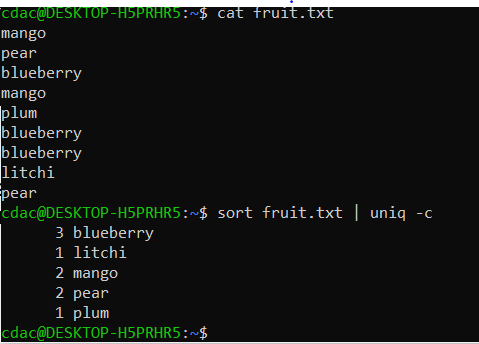 cdac@DESKTOP-H5PRHR5:~$ cat fruit.txt
mango
pear
blueberry
mango
plum
blueberry
blueberry
litchi
pear
cdac@DESKTOP-H5PRHR5:~$ sort fruit.txt | uniq -c
3 blueberry
1 litchi
2 mango
2 pear
1 plum
cdac@DESKTOP-H5PRHR5:~$